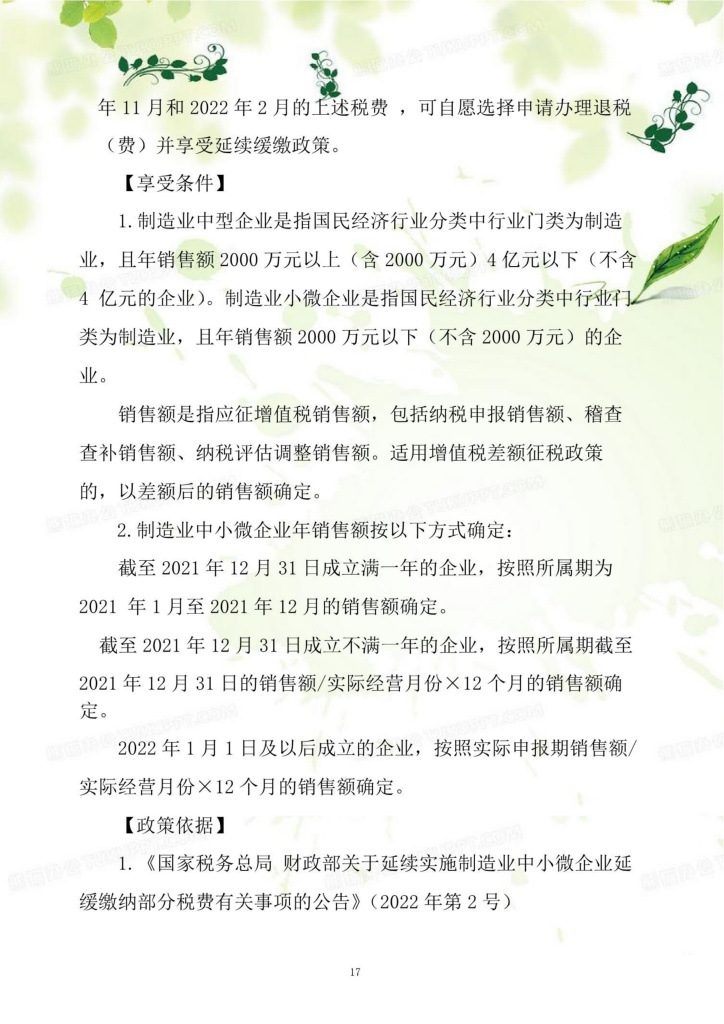 年 11 月和 2022 年 2 月的上述税费 ，可自愿选择申请办理退税
（费）并享受延续缓缴政策。
【享受条件】
1.制造业中型企业是指国民经济行业分类中行业门类为制造
业，且年销售额 2000 万元以上（含 2000 万元）4 亿元以下（不含
4 亿元的企业）。制造业小微企业是指国民经济行业分类中行业门
类为制造业，且年销售额 2000 万元以下（不含 2000 万元）的企
业。
销售额是指应征增值税销售额，包括纳税申报销售额、稽查
查补销售额、纳税评估调整销售额。适用增值税差额征税政策
的，以差额后的销售额确定。
2.制造业中小微企业年销售额按以下方式确定：
截至 2021 年 12 月 31 日成立满一年的企业，按照所属期为
2021 年 1 月至 2021 年 12 月的销售额确定。
截至 2021 年 12 月 31 日成立不满一年的企业，按照所属期截至
2021 年 12 月 31 日的销售额/实际经营月份×12 个月的销售额确
定。
2022 年 1 月 1 日及以后成立的企业，按照实际申报期销售额/
实际经营月份×12 个月的销售额确定。
【政策依据】
1.《国家税务总局 财政部关于延续实施制造业中小微企业延
缓缴纳部分税费有关事项的公告》（2022 年第 2 号）
17